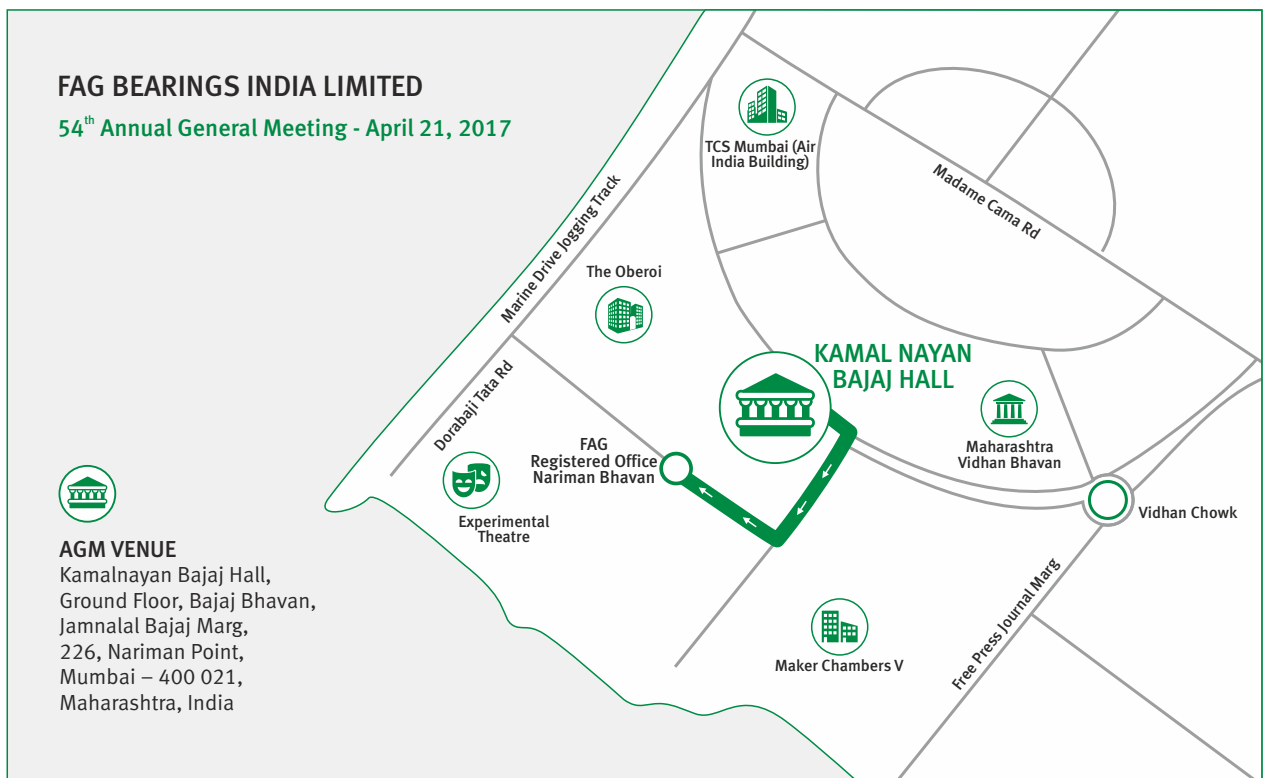 FAG BEARINGS INDIA LIMITED
54th Annual General Meeting - April 21, 2017
TCS Mumbai (Air
India Building)
Madame Cama Rd
Marine Drive Jogging Track
The Oberoi
KAMAL NAYAN
BAJAJ HALL
Dorabaji Tata Rd
FAG
Registered Office
Nariman Bhavan
Maharashtra
Vidhan Bhavan
Experimental
Theatre
Vidhan Chowk
Maker Chambers V
Free Press Journal Marg
AGM VENUE
Kamalnayan Bajaj Hall,
Ground Floor, Bajaj Bhavan,
Jamnalal Bajaj Marg,
226, Nariman Point,
Mumbai – 400 021,
Maharashtra, India